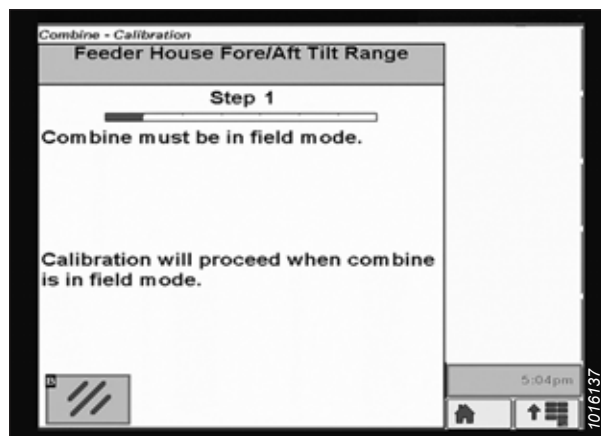 Combine - Calibration
Feeder House Fore/Aft Tilt Range
Step 1
Combine must be in field mode.
Calibration will proceed when combine
is in field mode.
5:04pm
1016137